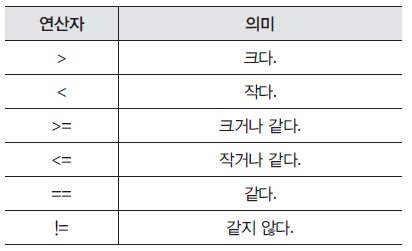 연산자 의미
> 크다.
< 작다.
>= 크거나 같다.
<= 작거나 같다.
== 같다.
!= 같지 않다.